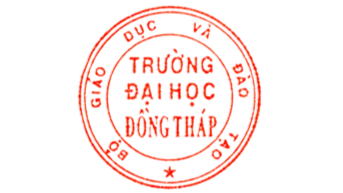 BỘ GIÁO DỤC VÀ ĐÀO TẠO
TRƯỜNG
ĐẠI HỌC
ĐỒNG THÁP